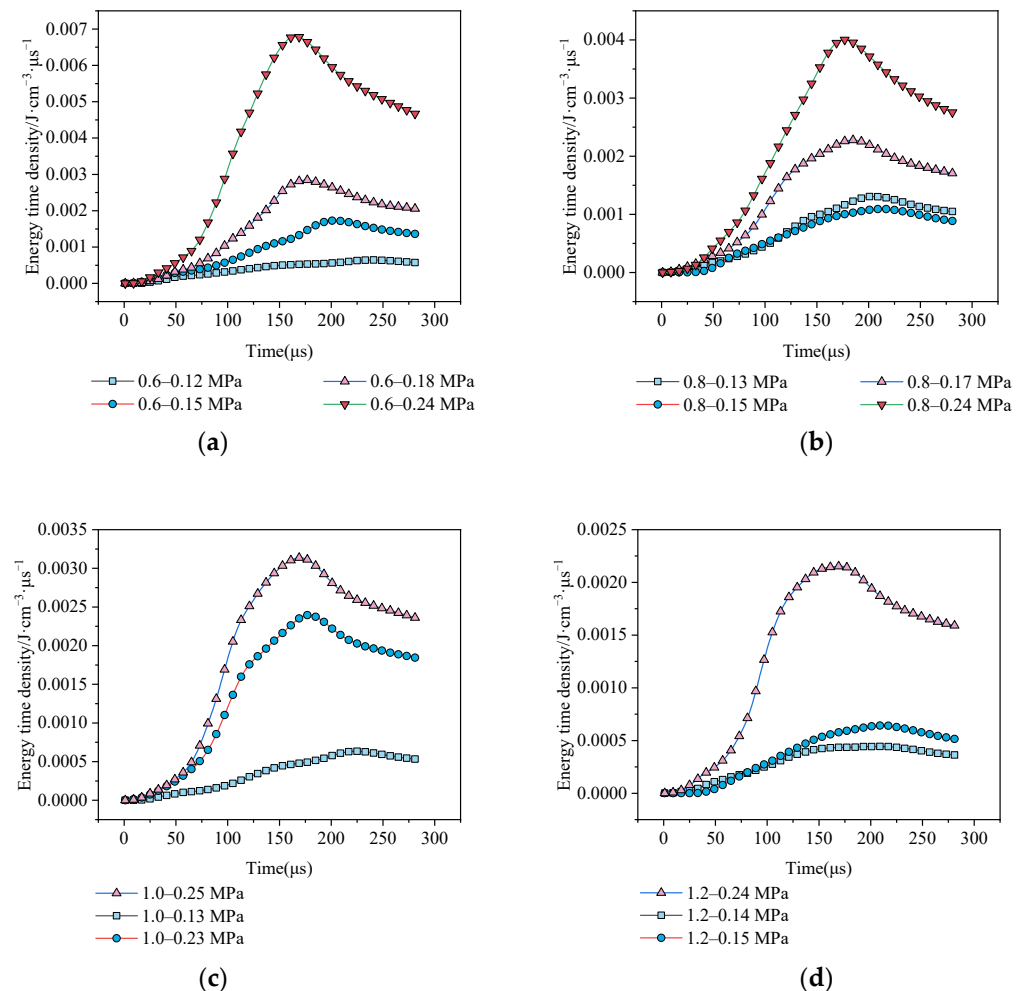 0.007
0.006
0.005
0.004
0.003
0.002
0.001
0.000
Energy time density/J·cm⁻³·μs⁻¹
0 50 100 150 200 250 300
Time(μs)
0.6–0.12 MPa 0.6–0.18 MPa
0.6–0.15 MPa 0.6–0.24 MPa
(a)
0.004
0.003
0.002
0.001
0.000
Energy time density/J·cm⁻³·μs⁻¹
0 50 100 150 200 250 300
Time(μs)
0.8–0.13 MPa 0.8–0.17 MPa
0.8–0.15 MPa 0.8–0.24 MPa
(b)
0.0035
0.0030
0.0025
0.0020
0.0015
0.0010
0.0005
0.0000
Energy time density/J·cm⁻³·μs⁻¹
0 50 100 150 200 250 300
Time(μs)
1.0–0.25 MPa
1.0–0.13 MPa
1.0–0.23 MPa
(c)
0.0025
0.0020
0.0015
0.0010
0.0005
0.0000
Energy time density/J·cm⁻³·μs⁻¹
0 50 100 150 200 250 300
Time(μs)
1.2–0.24 MPa
1.2–0.14 MPa
1.2–0.15 MPa
(d)